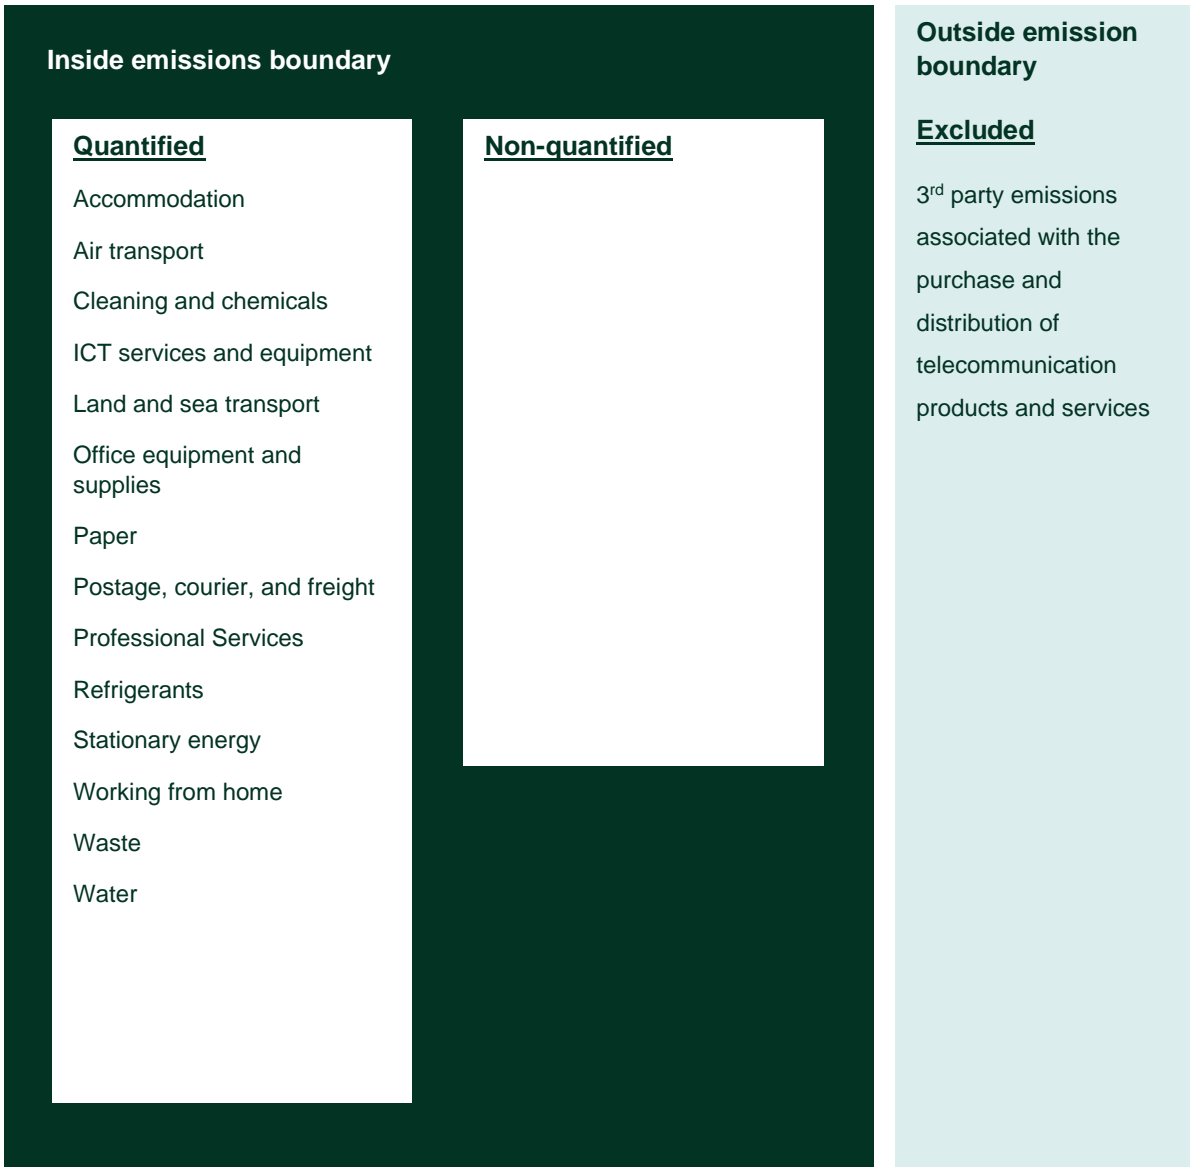 Inside emissions boundary
Quantified
Accommodation
Air transport
Cleaning and chemicals
ICT services and equipment
Land and sea transport
Office equipment and
supplies
Paper
Postage, courier, and freight
Professional Services
Refrigerants
Stationary energy
Working from home
Waste
Water
Non-quantified
Outside emission
boundary
Excluded
3rd party emissions
associated with the
purchase and
distribution of
telecommunication
products and services